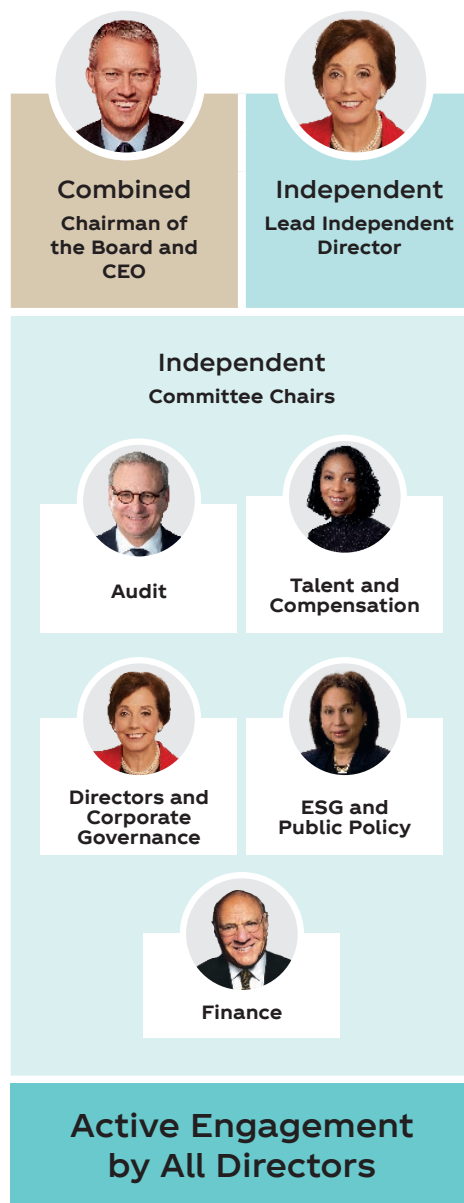 Combined
Chairman of
the Board and
CEO
Independent
Lead Independent
Director
Independent
Committee Chairs
Audit
Talent and
Compensation
Directors and
Corporate
Governance
ESG and
Public Policy
Finance
Active Engagement
by All Directors